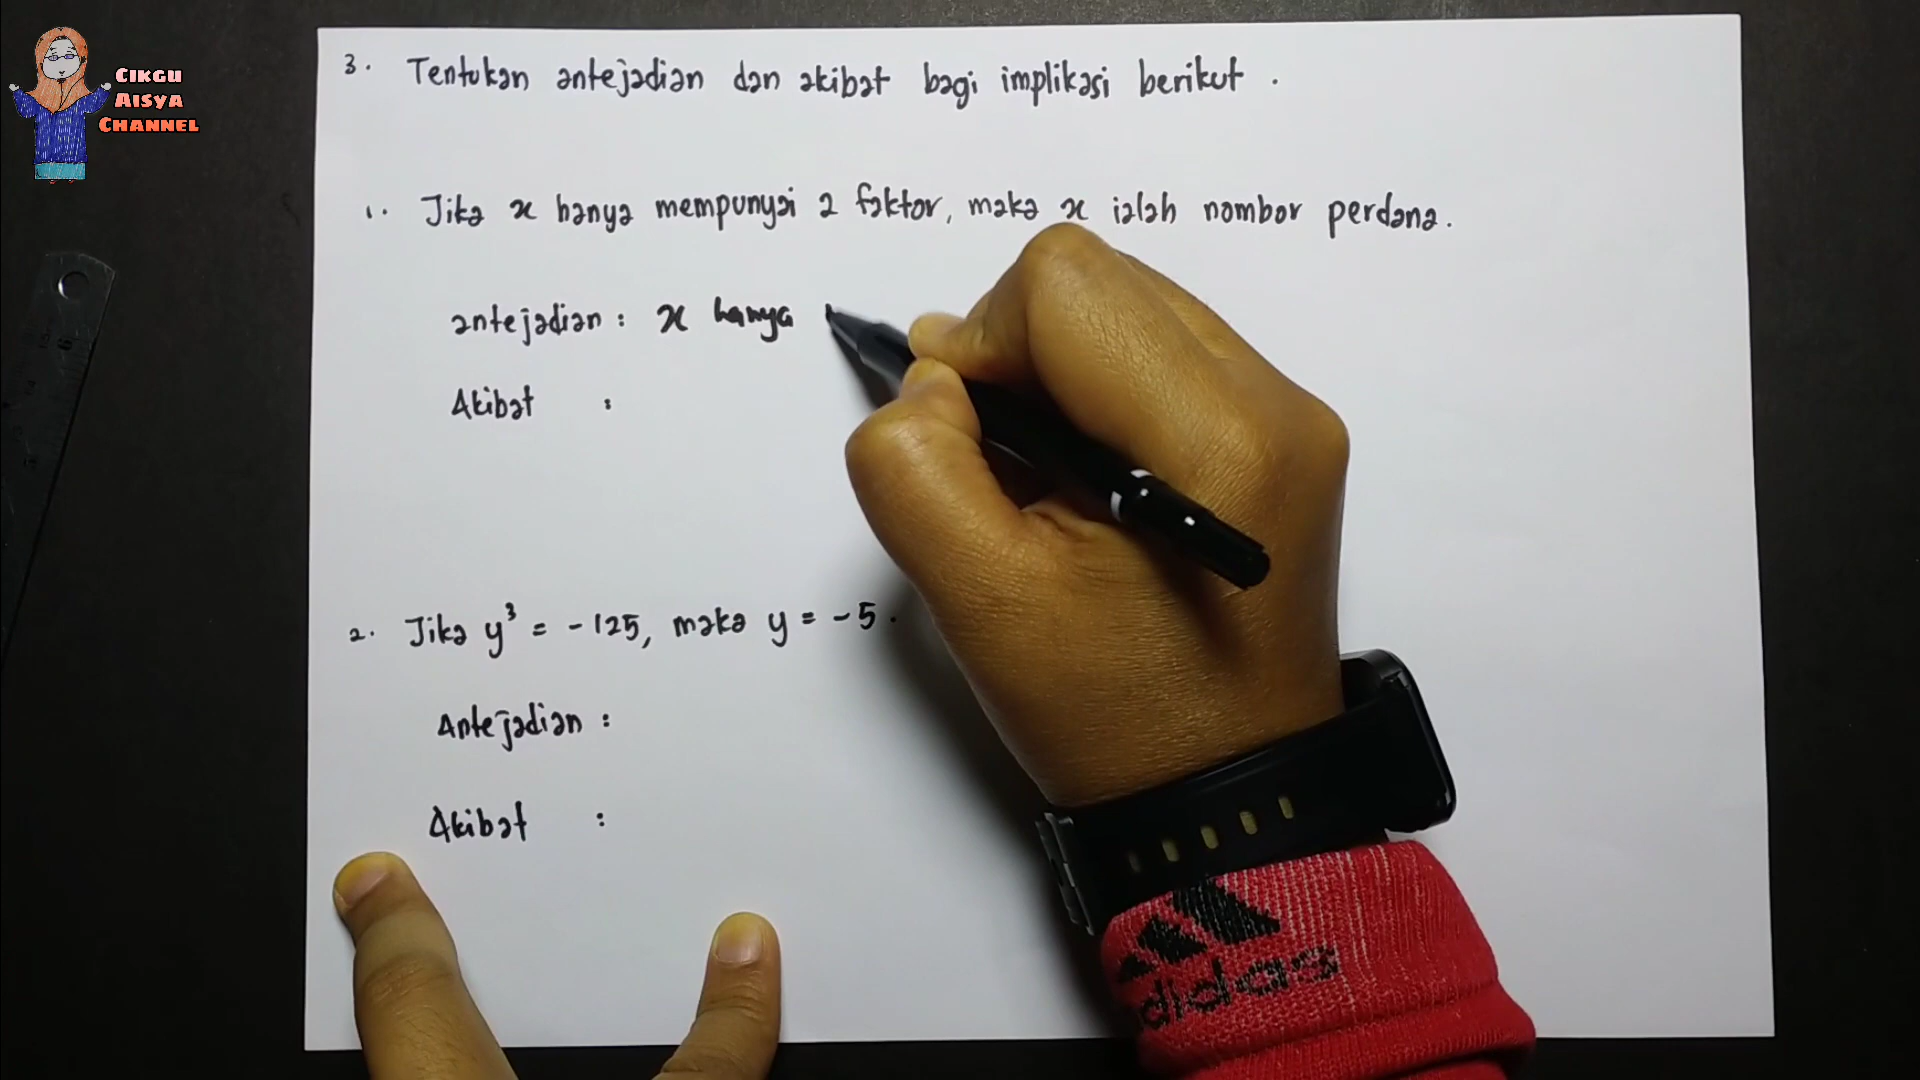 CIKGU
AISYA
CHANNEL
3. Tentukan antejadian dan akibat bagi implikasi berikut.
1. Jika x hanya mempunyai 2 faktor, maka x ialah nombor perdana.
antejadian : x hanya
Akibat :
2. Jika y³ = -125, maka y = -5.
Antejadian :
Akibat :
adidas